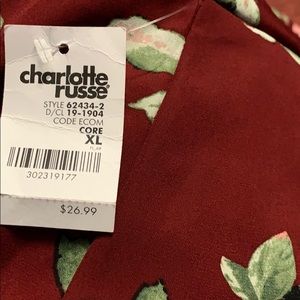 charlotte
russe
STYLE 62434-2
D/CL 19-1904
CODE ECOM
CORE
XL
302319177
$26.99